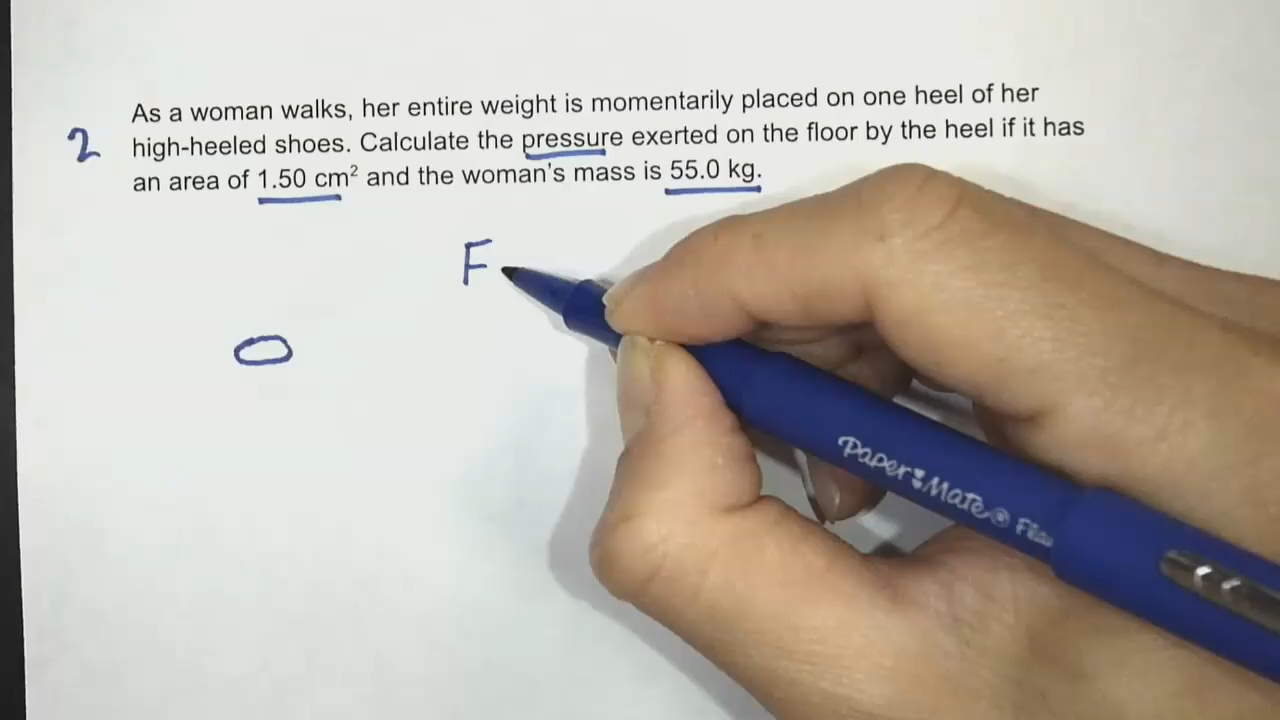 As a woman walks, her entire weight is momentarily placed on one heel of her
2 high-heeled shoes. Calculate the pressure exerted on the floor by the heel if it has
an area of 1.50 cm² and the woman's mass is 55.0 kg.
F
Paper Mate® Flair